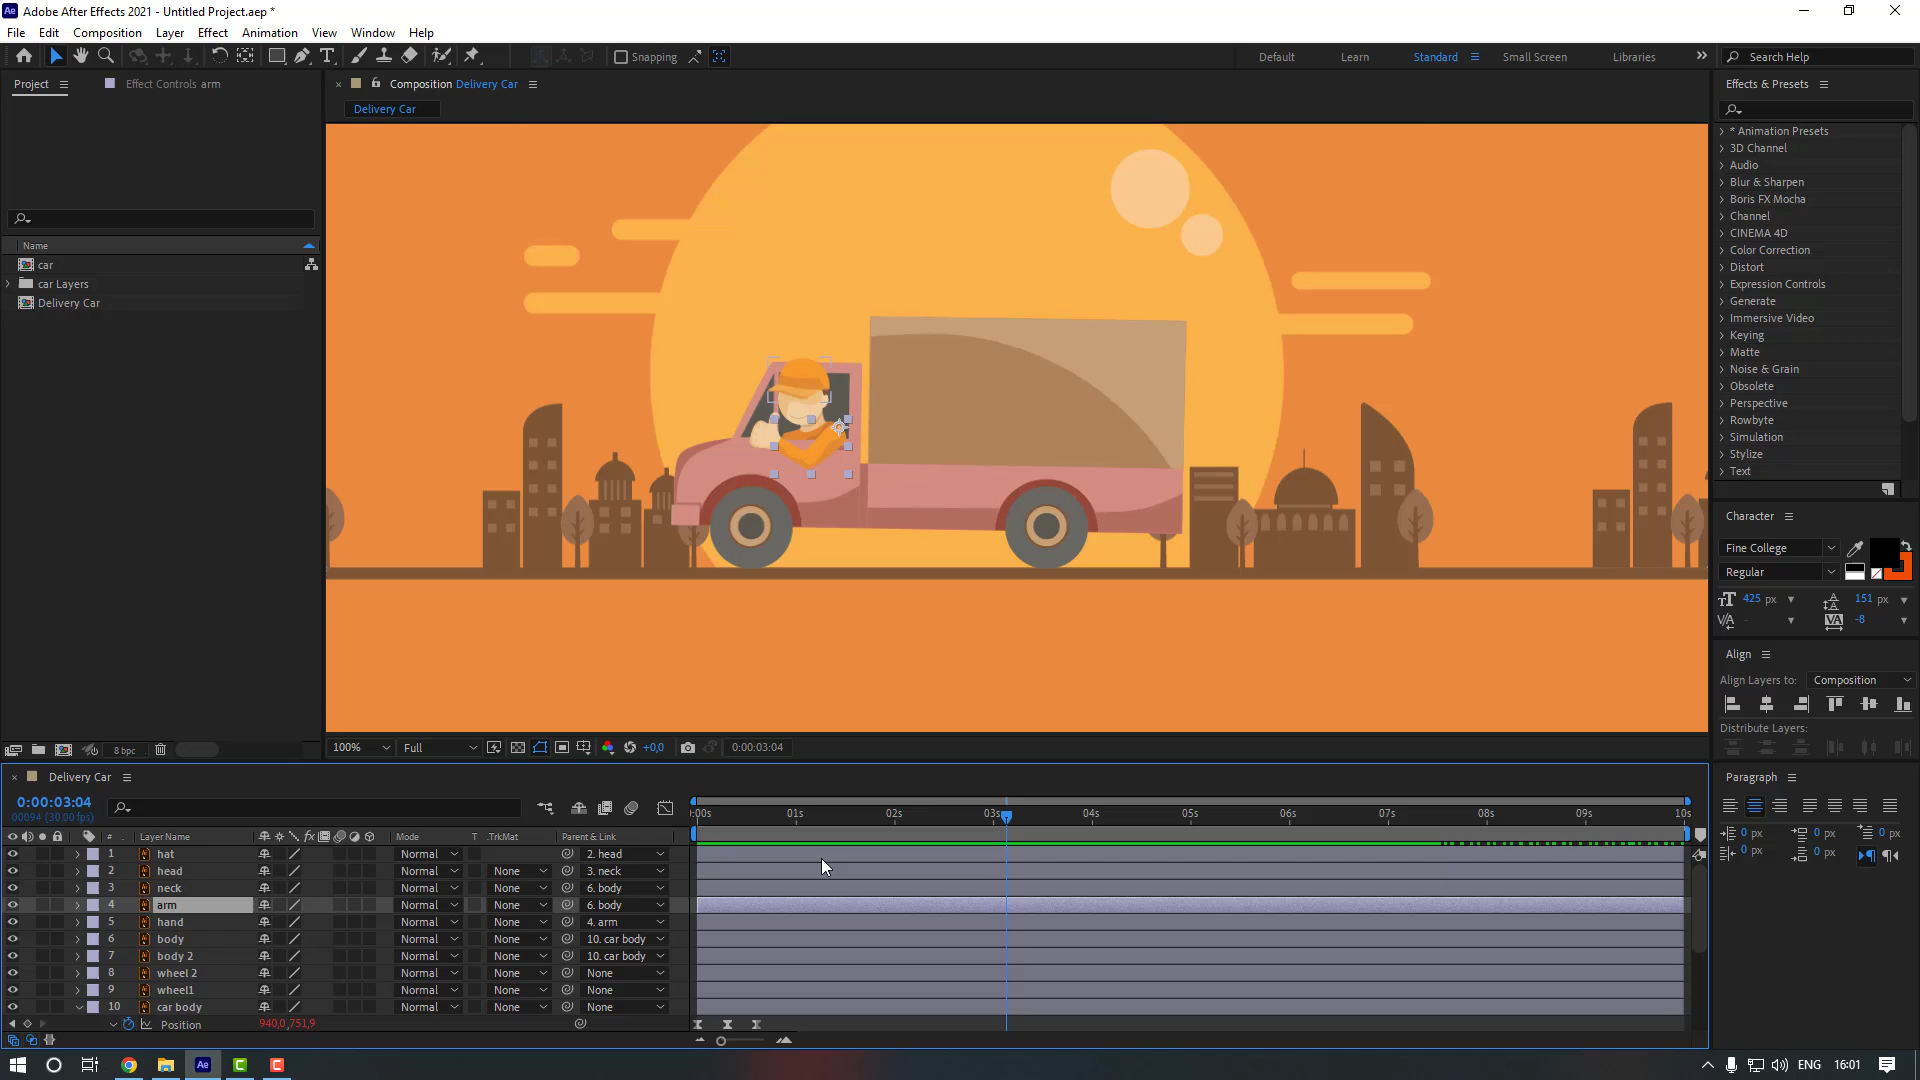 Ae Adobe After Effects 2021 - Untitled Project.aep *
File Edit Composition Layer Effect Animation View Window Help
Snapping Default Learn Standard Small Screen Libraries Search Help
Project Effect Controls arm
Composition Delivery Car
Effects & Presets
Delivery Car
* Animation Presets
3D Channel
Audio
Blur & Sharpen
Boris FX Mocha
Channel
CINEMA 4D
Color Correction
Distort
Expression Controls
Generate
Immersive Video
Keying
Matte
Noise & Grain
Obsolete
Perspective
Rowbyte
Simulation
Stylize
Text
Name
car
car Layers
Delivery Car
Character
Fine College
Regular
425 px 151 px
- -8
Align
Align Layers to: Composition
Distribute Layers:
8 bpc
100% Full +0,0 0:00:03:04
Delivery Car
0:00:03:04
00094 (30.00 fps)
:00s 01s 02s 03s 04s 05s 06s 07s 08s 09s 10s
# Layer Name fx Mode T .TrkMat Parent & Link
1 hat Normal 2. head
2 head Normal None 3. neck
3 neck Normal None 6. body
4 arm Normal None 6. body
5 hand Normal None 4. arm
6 body Normal None 10. car body
7 body 2 Normal None 10. car body
8 wheel 2 Normal None None
9 wheel1 Normal None None
10 car body Normal None None
Position 940,0,751,9
Paragraph
0 px 0 px 0 px
0 px 0 px
Ae ENG 16:01